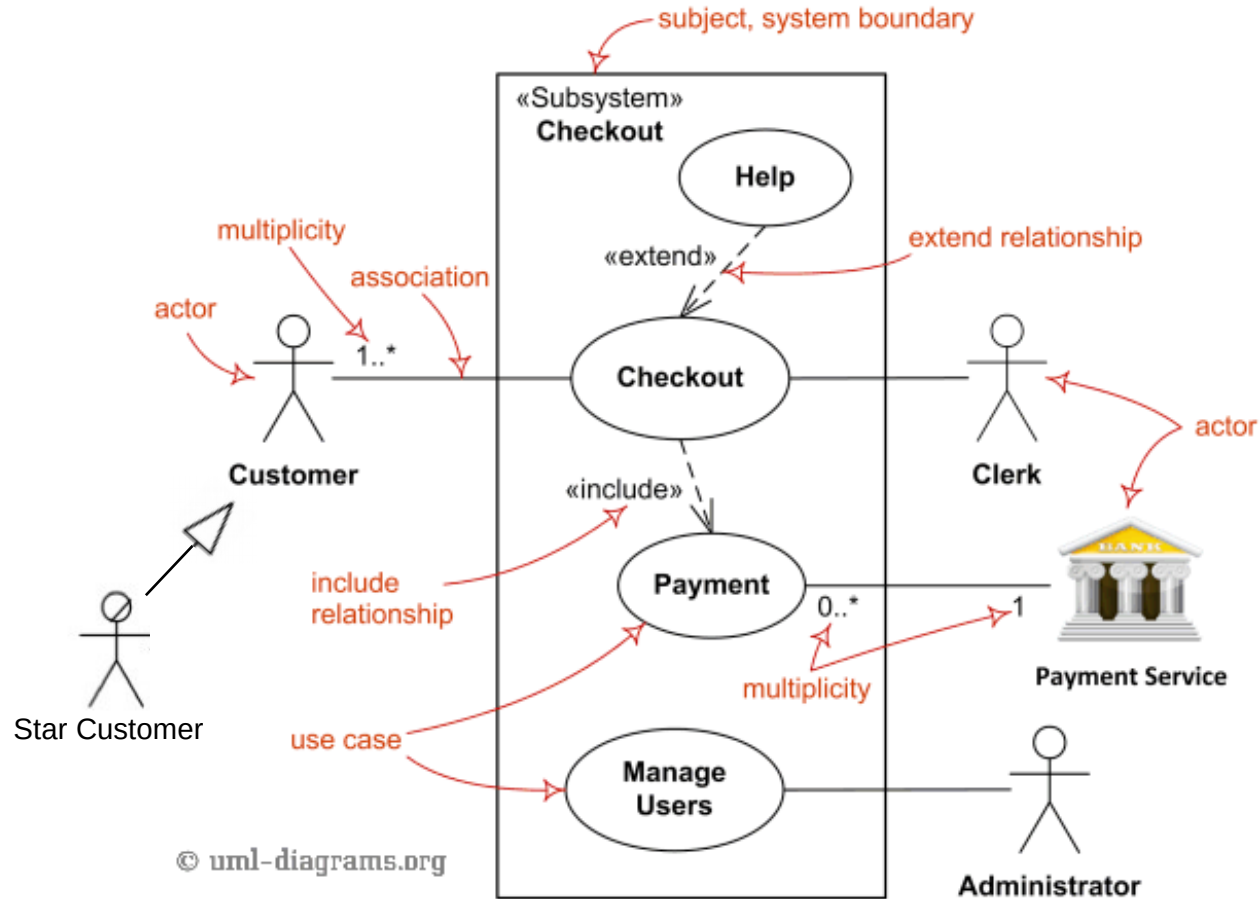 subject, system boundary
«Subsystem»
Checkout
Help
multiplicity
«extend»
extend relationship
association
actor
1..*
Checkout
Customer
Clerk
actor
«include»
BANK
include
relationship
Payment
0..*
1
multiplicity
Payment Service
Star Customer
use case
Manage
Users
© uml-diagrams.org
Administrator